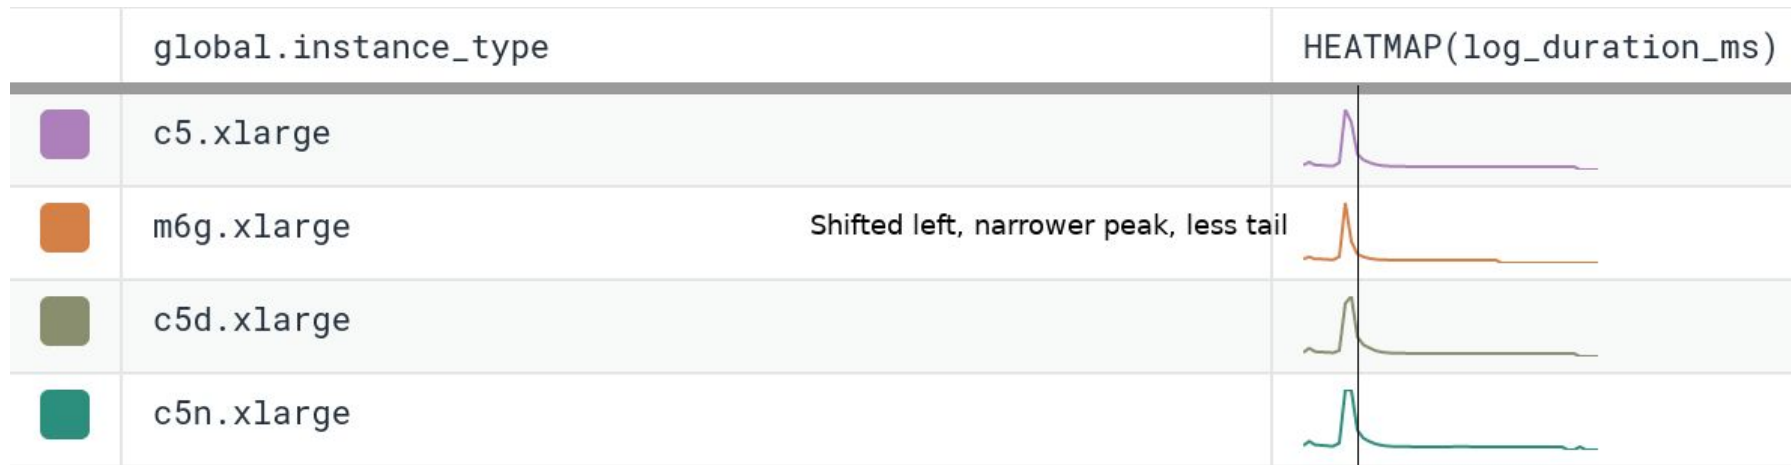 global.instance_type HEATMAP(log_duration_ms)
c5.xlarge
m6g.xlarge Shifted left, narrower peak, less tail
c5d.xlarge
c5n.xlarge